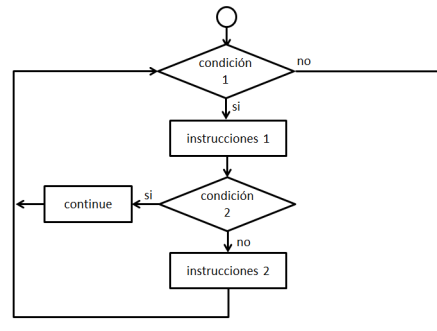 condición
1
no
si
instrucciones 1
condición
2
si
continue
no
instrucciones 2